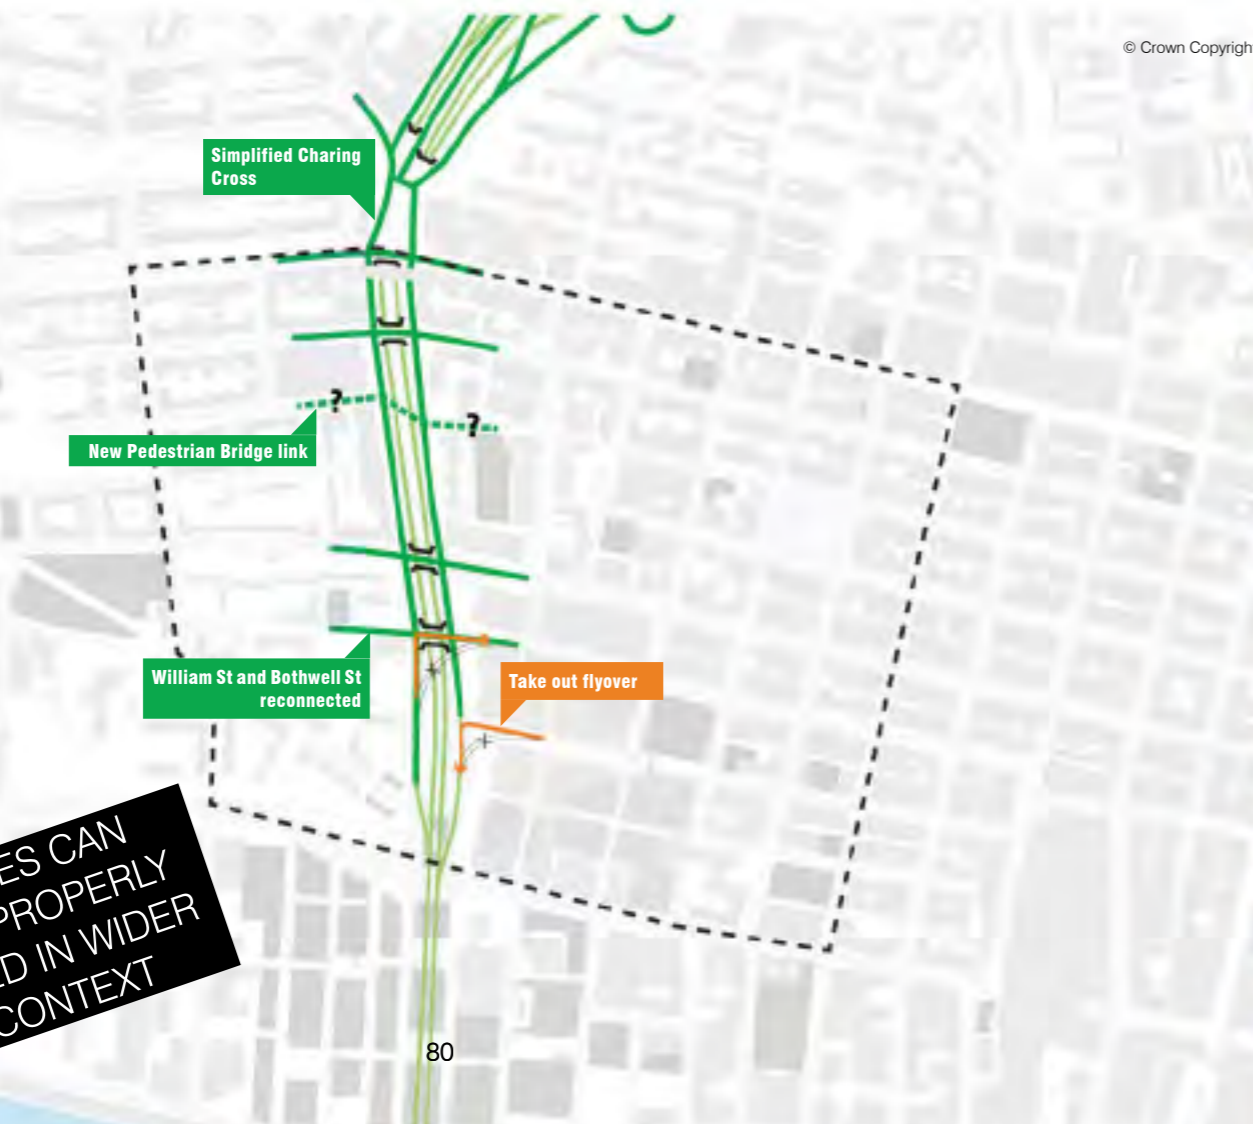 © Crown Copyrigh
Simplified Charing
Cross
?
?
New Pedestrian Bridge link
William St and Bothwell St
reconnected
Take out flyover
ES CAN
PROPERLY
D IN WIDER
CONTEXT
80